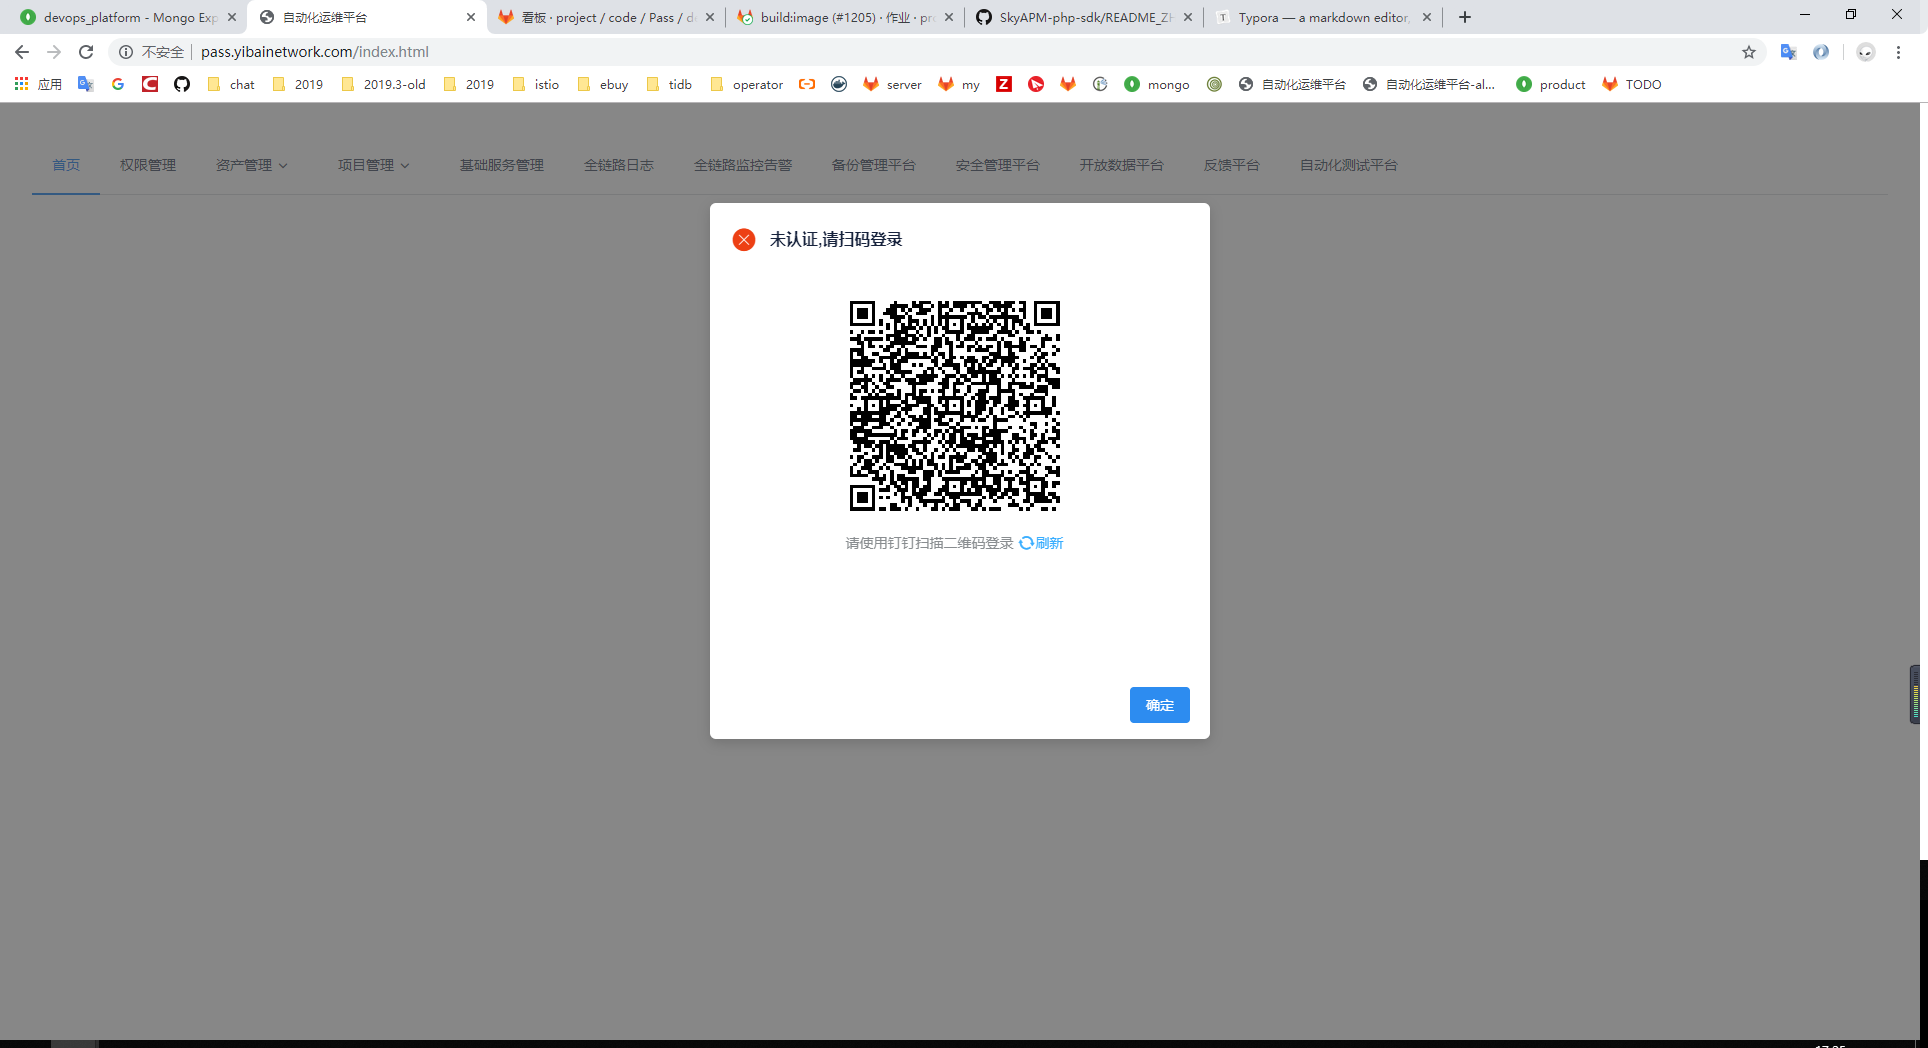 devops_platform - Mongo Exp
自动化运维平台
看板 · project / code / Pass / de
build:image (#1205) · 作业 · pro
SkyAPM-php-sdk/README_ZH
Typora — a markdown editor,
不安全
pass.yibainetwork.com/index.html
应用
chat
2019
2019.3-old
2019
istio
ebuy
tidb
operator
server
my
mongo
自动化运维平台
自动化运维平台-al...
product
TODO
首页
权限管理
资产管理
项目管理
基础服务管理
全链路日志
全链路监控告警
备份管理平台
安全管理平台
开放数据平台
反馈平台
自动化测试平台
未认证,请扫码登录
请使用钉钉扫描二维码登录
刷新
确定